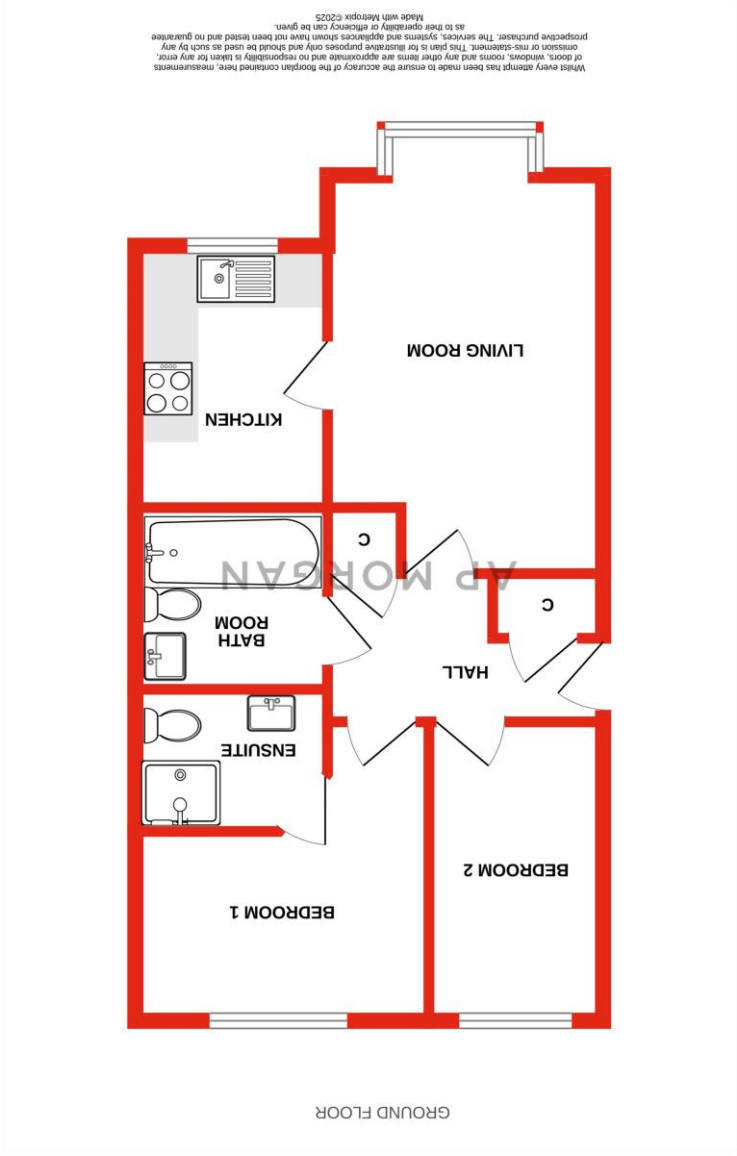 GROUND FLOOR
BEDROOM 2
BEDROOM 1
ENSUITE
HALL
BATH
ROOM
C
C
AP MORGAN
KITCHEN
LIVING ROOM
Whilst every attempt has been made to ensure the accuracy of the floorplan contained here, measurements
of doors, windows, rooms and any other items are approximate and no responsibility is taken for any error,
omission or mis-statement. This plan is for illustrative purposes only and should be used as such by any
prospective purchaser. The services, systems and appliances shown have not been tested and no guarantee
as to their operability or efficiency can be given.
Made with Metropix ©2025